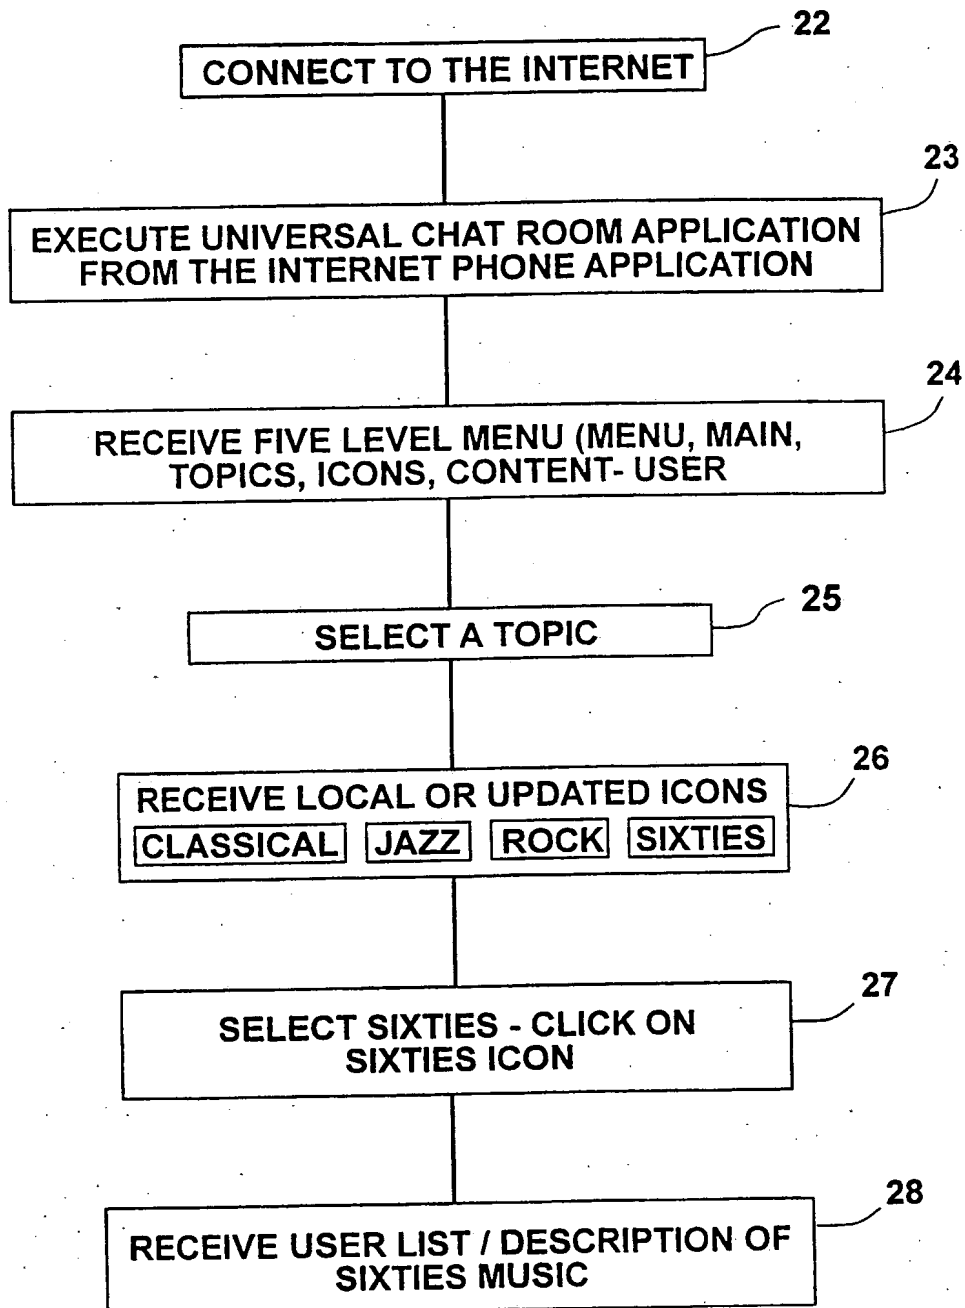 22
CONNECT TO THE INTERNET
23
EXECUTE UNIVERSAL CHAT ROOM APPLICATION
FROM THE INTERNET PHONE APPLICATION
24
RECEIVE FIVE LEVEL MENU (MENU, MAIN,
TOPICS, ICONS, CONTENT- USER
25
SELECT A TOPIC
26
RECEIVE LOCAL OR UPDATED ICONS
CLASSICAL JAZZ ROCK SIXTIES
27
SELECT SIXTIES - CLICK ON
SIXTIES ICON
28
RECEIVE USER LIST / DESCRIPTION OF
SIXTIES MUSIC